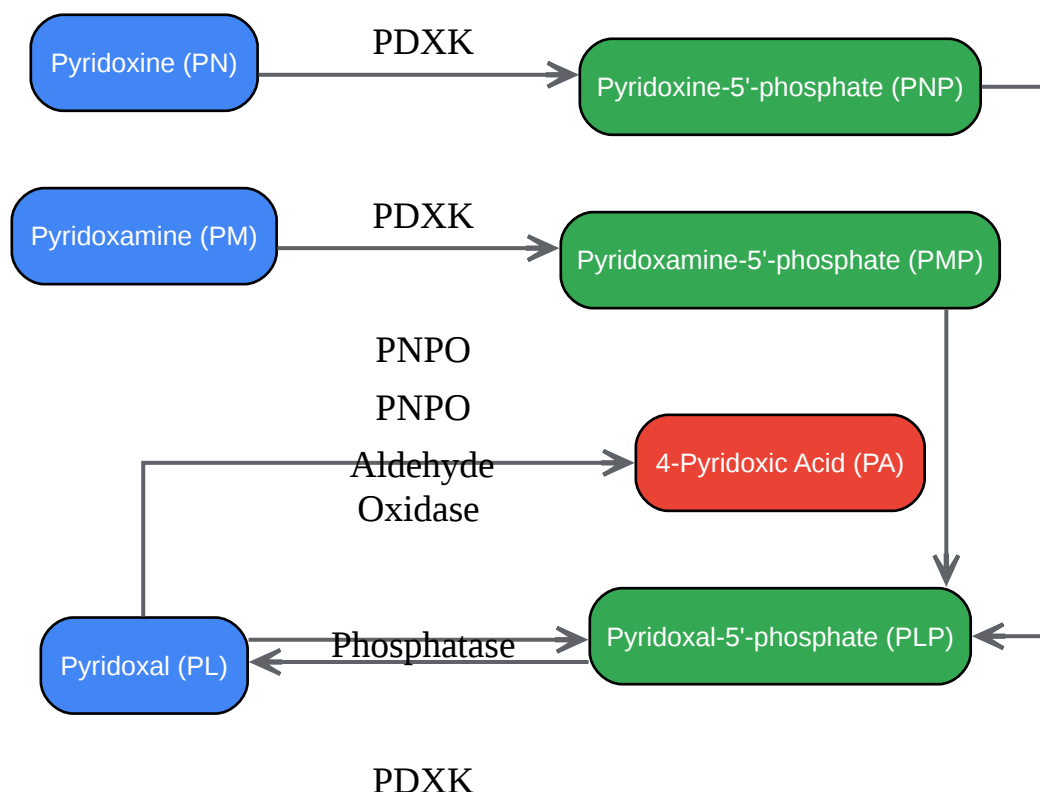 PDXK
Pyridoxine (PN)
Pyridoxine-5'-phosphate (PNP)
PDXK
Pyridoxamine (PM)
Pyridoxamine-5'-phosphate (PMP)
PNPO
PNPO
Aldehyde
Oxidase
4-Pyridoxic Acid (PA)
Phosphatase
Pyridoxal (PL)
Pyridoxal-5'-phosphate (PLP)
PDXK